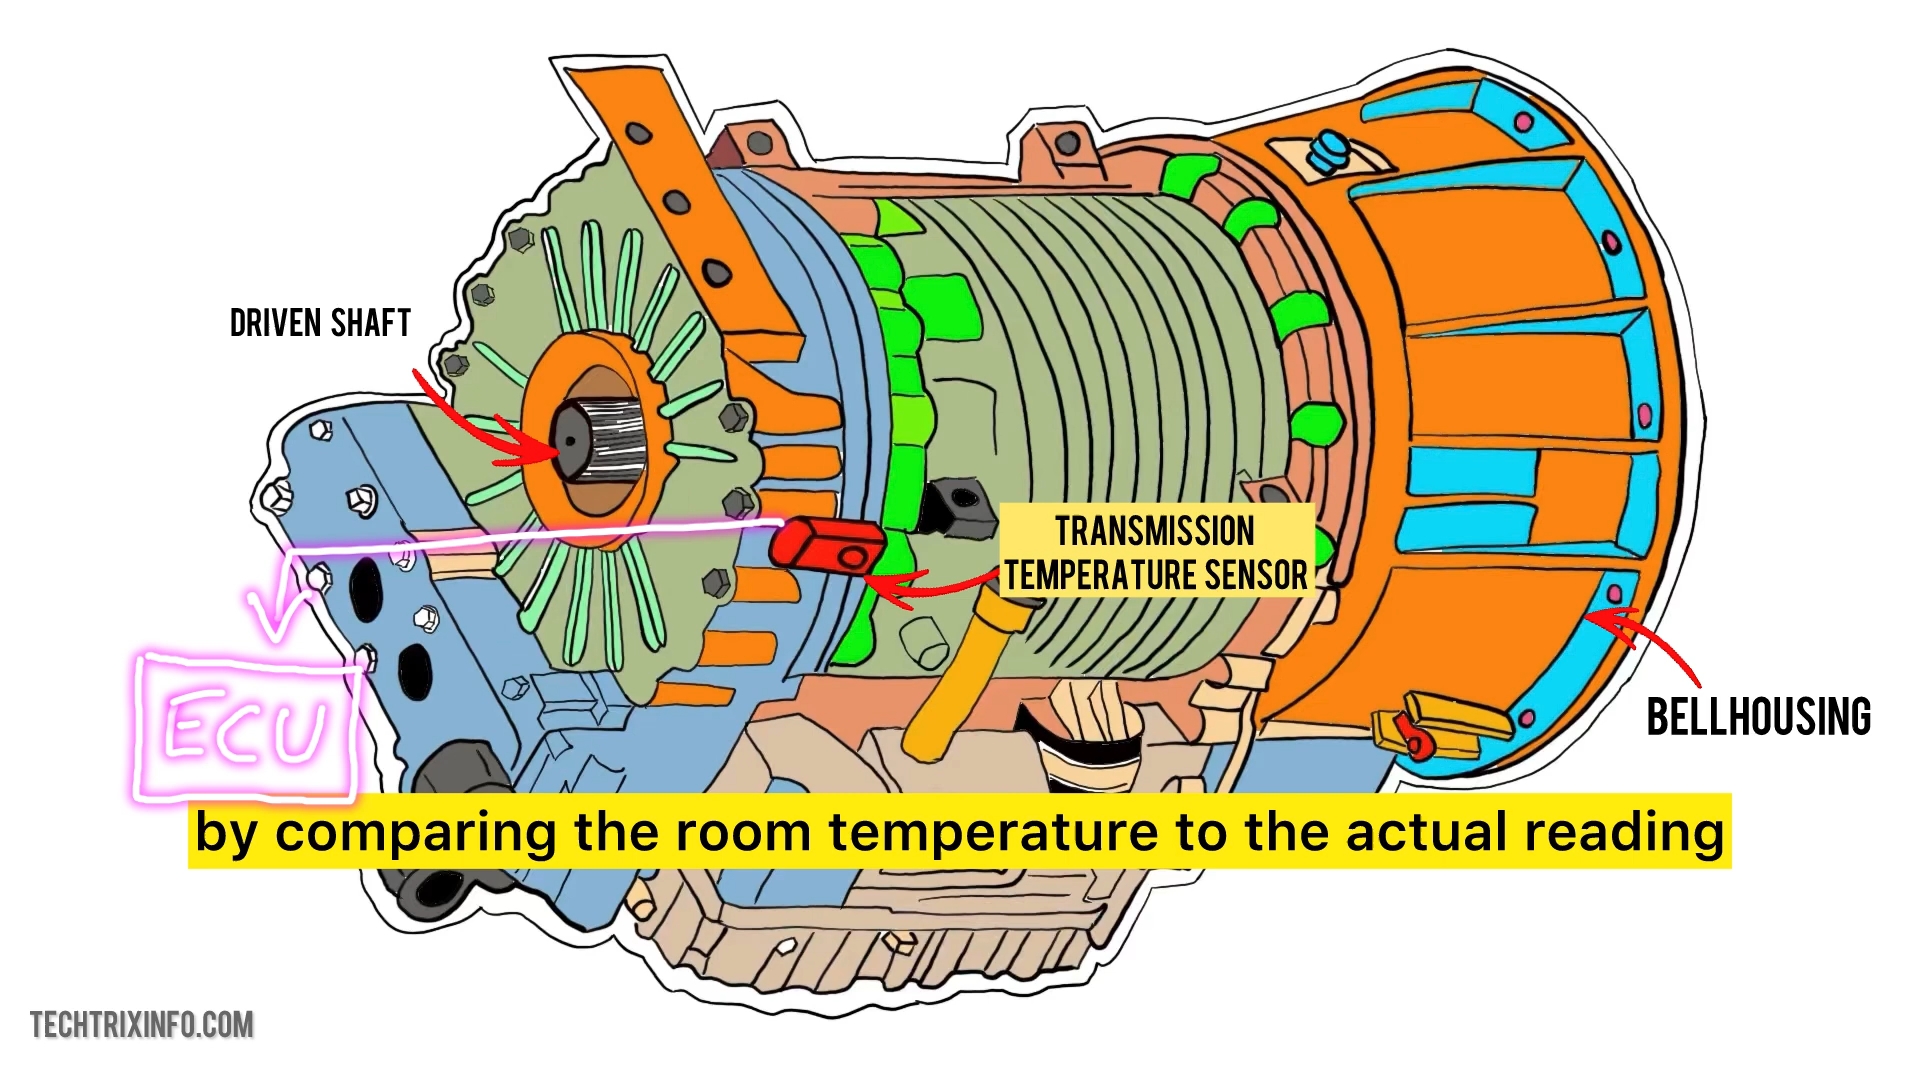 DRIVEN SHAFT
TRANSMISSION
TEMPERATURE SENSOR
ECU
BELLHOUSING
by comparing the room temperature to the actual reading
TECHTRIXINFO.COM